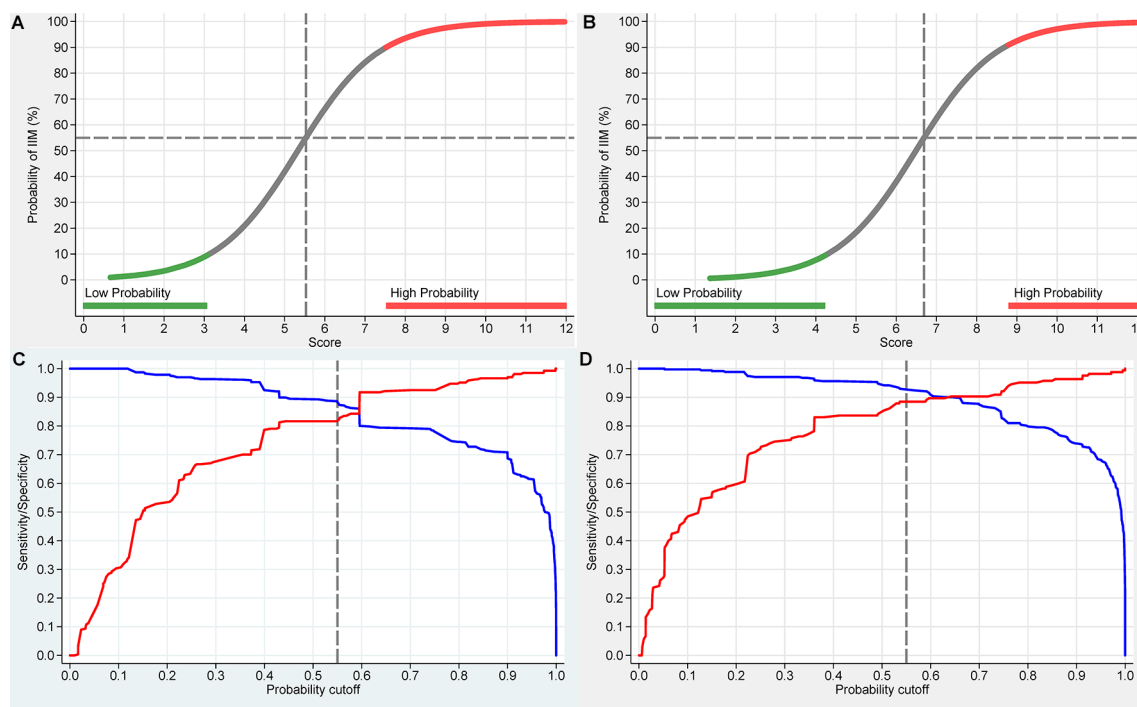 A
100
90
80
70
60
50
40
30
20
10
0
Probability of IIM (%)
Low Probability
High Probability
0 1 2 3 4 5 6 7 8 9 10 11 12
Score
B
100
90
80
70
60
50
40
30
20
10
0
Probability of IIM (%)
Low Probability
High Probability
0 1 2 3 4 5 6 7 8 9 10 11
Score
C
1.0
0.9
0.8
0.7
0.6
0.5
0.4
0.3
0.2
0.1
0.0
Sensitivity/Specificity
0.0 0.1 0.2 0.3 0.4 0.5 0.6 0.7 0.8 0.9 1.0
Probability cutoff
D
1.0
0.9
0.8
0.7
0.6
0.5
0.4
0.3
0.2
0.1
0.0
Sensitivity/Specificity
0.0 0.1 0.2 0.3 0.4 0.5 0.6 0.7 0.8 0.9 1.0
Probability cutoff